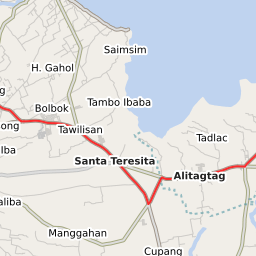 Saimsim
H. Gahol
Tambo Ibaba
Bolbok
Tawilisan
Tadlac
Santa Teresita
Alitagtag
Manggahan
Cupang